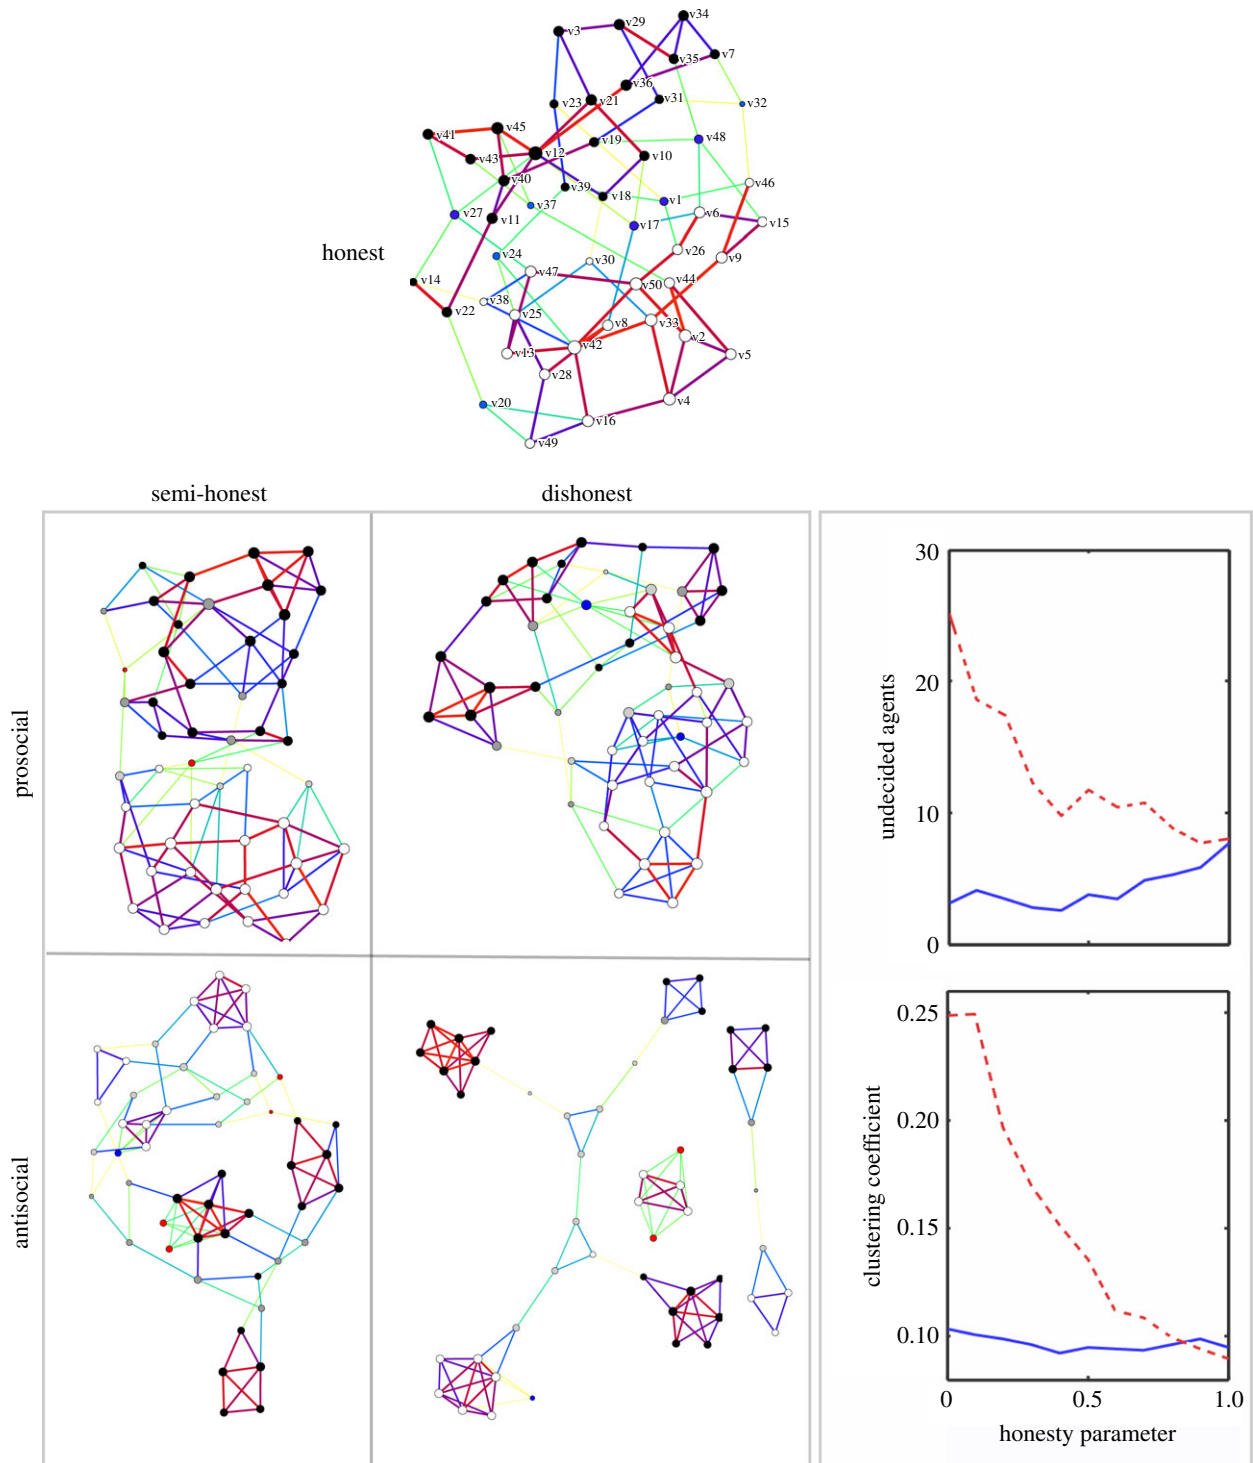 v34
v29
v3
v35
v7
v36
v23
v21
v31
v32
v41
v45
v19
v48
v43
v12
v10
v40
v39
v46
v18
v1
v37
v27
v11
v17
v6
v15
honest
v24
v26
v30
v9
v47
v14
v50
v44
v38
v22
v25
v8
v33
v2
v13
v42
v5
v28
v4
v20
v16
v49
semi-honest
dishonest
prosocial
antisocial
30
20
10
0
undecided agents
0.25
0.20
0.15
0.10
clustering coefficient
0
0.5
1.0
honesty parameter